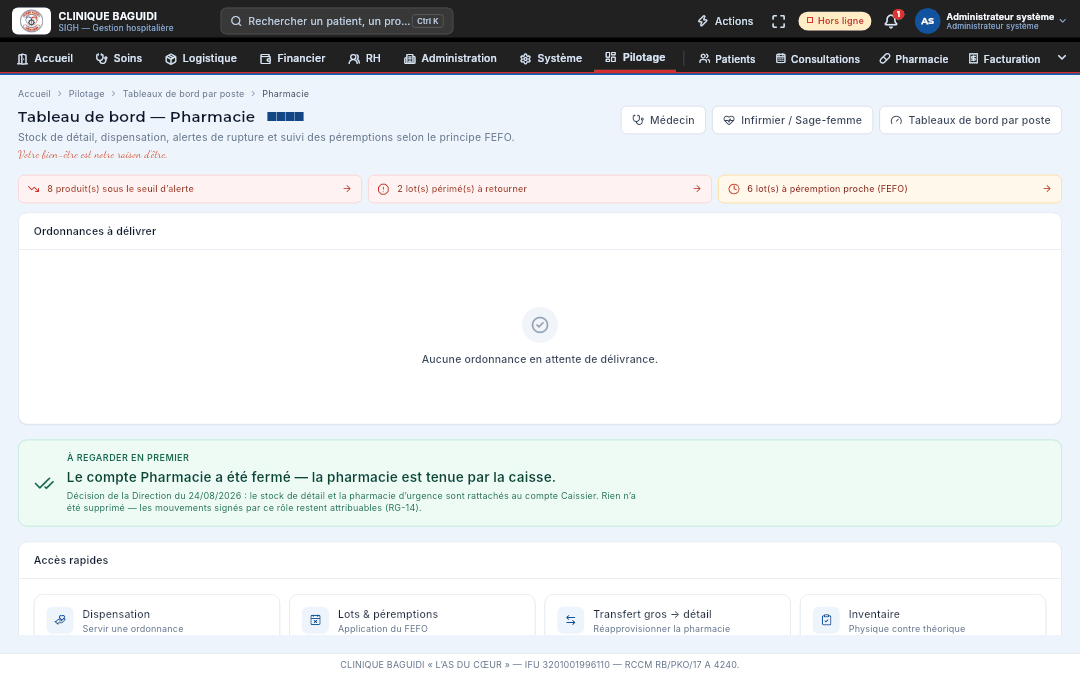 CLINIQUE BAGUIDI
SIGH — Gestion hospitalière
Rechercher un patient, un pro... Ctrl K
Actions
Hors ligne
1
AS
Administrateur système
Administrateur système
Accueil
Soins
Logistique
Financier
RH
Administration
Système
Pilotage
Patients
Consultations
Pharmacie
Facturation
Accueil > Pilotage > Tableaux de bord par poste > Pharmacie
Tableau de bord — Pharmacie
Stock de détail, dispensation, alertes de rupture et suivi des péremptions selon le principe FEFO.
Votre bien-être est notre raison d'être.
Médecin
Infirmier / Sage-femme
Tableaux de bord par poste
8 produit(s) sous le seuil d'alerte
2 lot(s) périmé(s) à retourner
6 lot(s) à péremption proche (FEFO)
Ordonnances à délivrer
Aucune ordonnance en attente de délivrance.
À REGARDER EN PREMIER
Le compte Pharmacie a été fermé — la pharmacie est tenue par la caisse.
Décision de la Direction du 24/08/2026 : le stock de détail et la pharmacie d'urgence sont rattachés au compte Caissier. Rien n'a
été supprimé — les mouvements signés par ce rôle restent attribuables (RG-14).
Accès rapides
Dispensation
Servir une ordonnance
Lots & péremptions
Application du FEFO
Transfert gros → détail
Réapprovisionner la pharmacie
Inventaire
Physique contre théorique
CLINIQUE BAGUIDI « L'AS DU CŒUR » — IFU 3201001996110 — RCCM RB/PKO/17 A 4240.